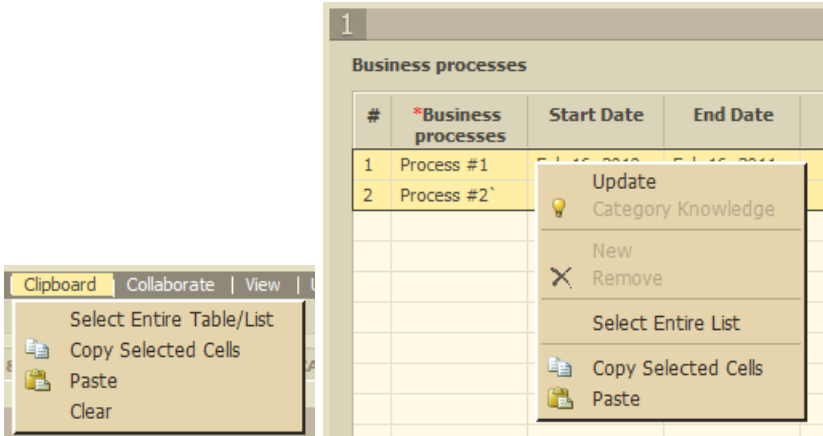 1
Business processes
# *Business processes Start Date End Date
1 Process #1
2 Process #2`
Update
Category Knowledge
New
Remove
Select Entire List
Copy Selected Cells
Paste
Clipboard | Collaborate | View |
Select Entire Table/List
Copy Selected Cells
Paste
Clear